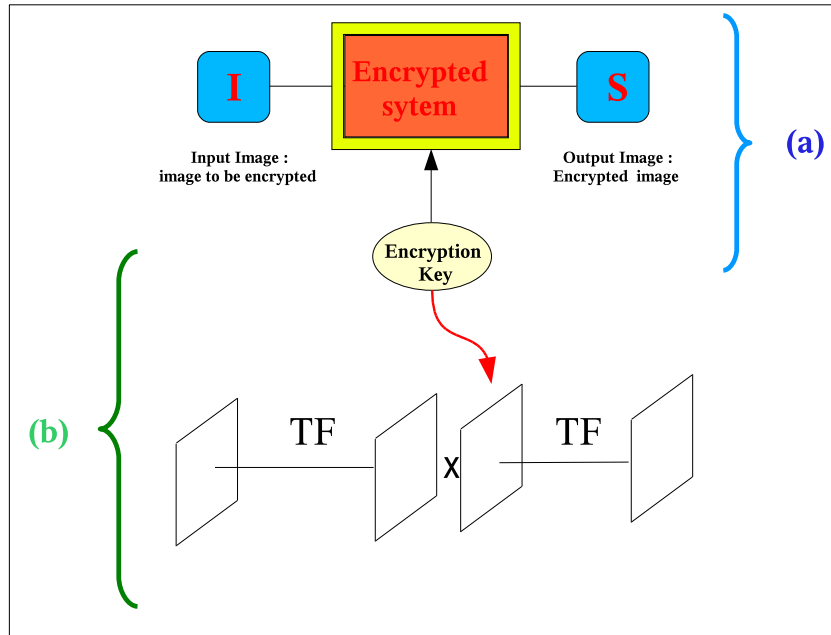 I
Encrypted
sytem
S
(a)
Input Image :
image to be encrypted
Output Image :
Encrypted image
Encryption
Key
(b)
TF
X
TF